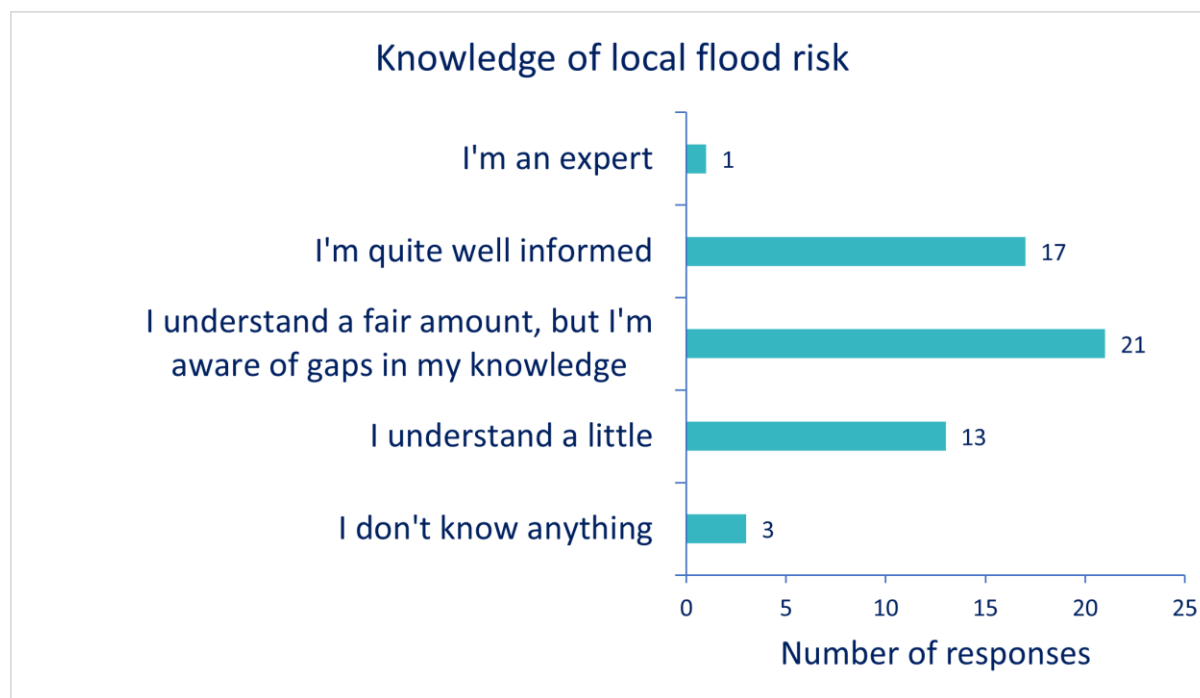 Knowledge of local flood risk
I'm an expert
1
I'm quite well informed
17
I understand a fair amount, but I'm
aware of gaps in my knowledge
21
I understand a little
13
I don't know anything
3
0 5 10 15 20 25
Number of responses